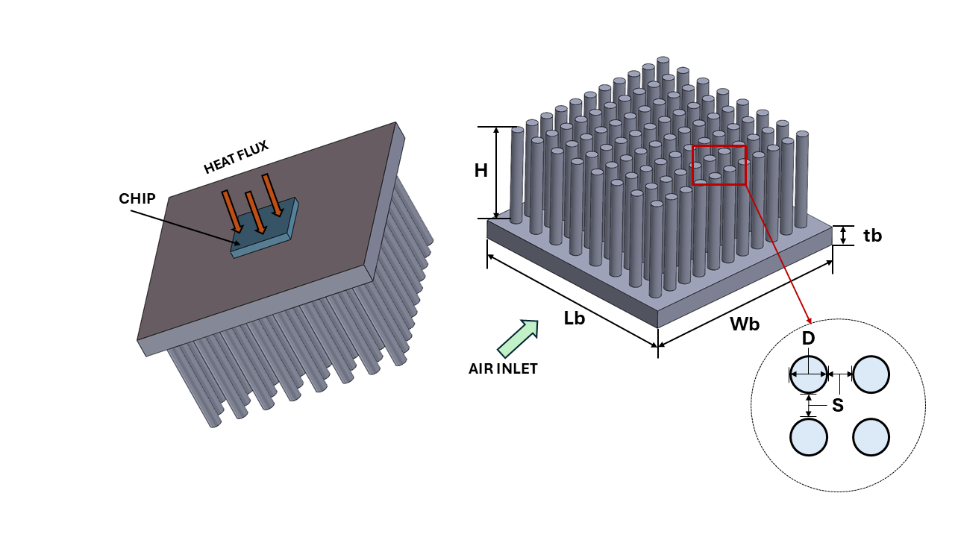 HEAT FLUX
CHIP
H
tb
Lb
Wb
AIR INLET
D
S